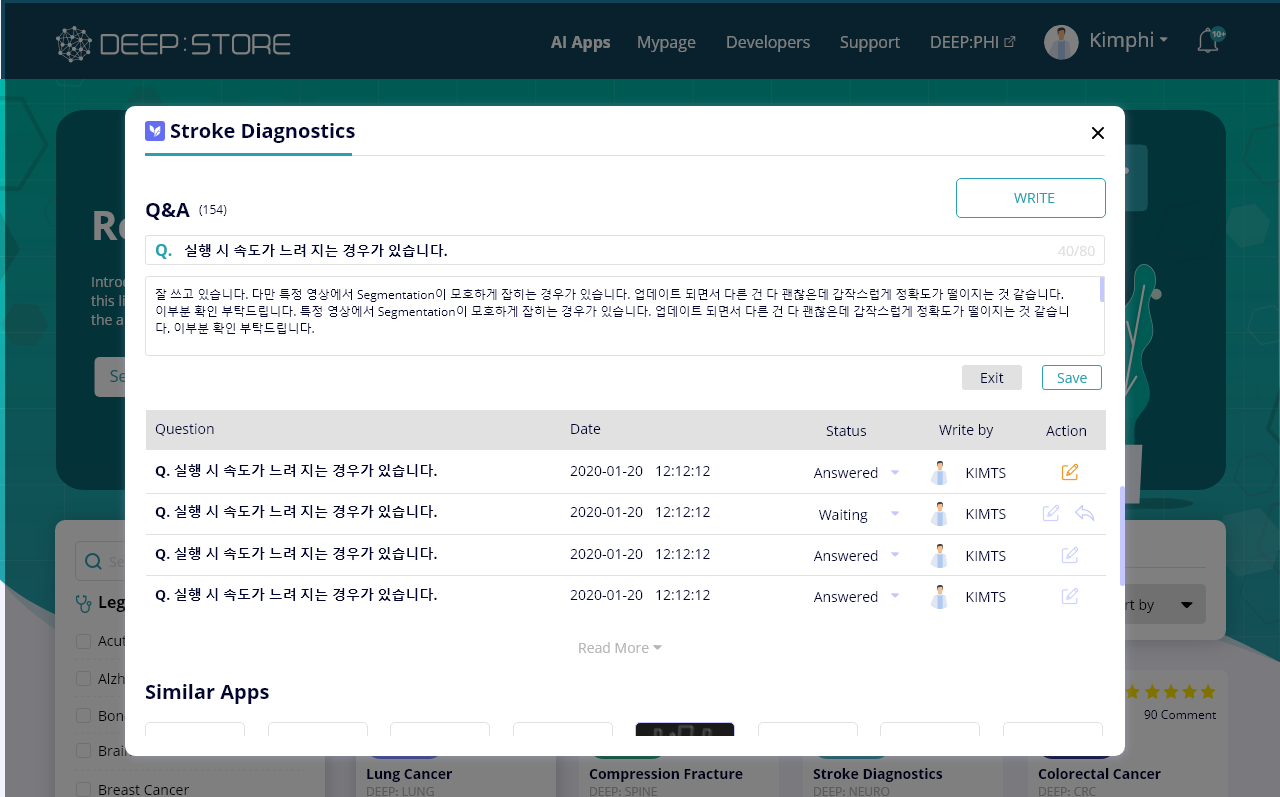 DEEP:STORE
AI Apps
Mypage
Developers
Support
DEEP:PHI
Kimphi
10+
Stroke Diagnostics
Q&A (154)
WRITE
Q. 실행 시 속도가 느려 지는 경우가 있습니다.
40/80
잘 쓰고 있습니다. 다만 특정 영상에서 Segmentation이 모호하게 잡히는 경우가 있습니다. 업데이트 되면서 다른 건 다 괜찮은데 갑작스럽게 정확도가 떨이지는 것 같습니다.
이부분 확인 부탁드립니다. 특정 영상에서 Segmentation이 모호하게 잡히는 경우가 있습니다. 업데이트 되면서 다른 건 다 괜찮은데 갑작스럽게 정확도가 떨이지는 것 같습니
다. 이부분 확인 부탁드립니다.
Exit
Save
Question Date Status Write by Action
Q. 실행 시 속도가 느려 지는 경우가 있습니다. 2020-01-20 12:12:12 Answered KIMTS
Q. 실행 시 속도가 느려 지는 경우가 있습니다. 2020-01-20 12:12:12 Waiting KIMTS
Q. 실행 시 속도가 느려 지는 경우가 있습니다. 2020-01-20 12:12:12 Answered KIMTS
Q. 실행 시 속도가 느려 지는 경우가 있습니다. 2020-01-20 12:12:12 Answered KIMTS
Read More
Similar Apps
this li
the a
by
Breast Cancer
90 Comment
Lung Cancer
DEEP: LUNG
Compression Fracture
DEEP: SPINE
Stroke Diagnostics
DEEP: NEURO
Colorectal Cancer
DEEP: CRC